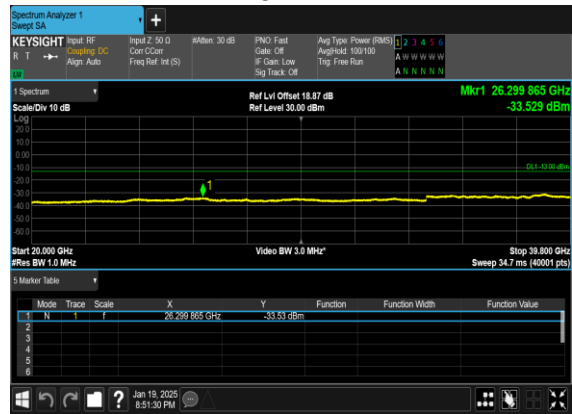 Spectrum Analyzer 1
Swept SA
+
KEYSIGHT
R T
LW
Input: RF
Coupling: DC
Align: Auto
Input Z: 50 Ω
Corr CCorr
Freq Ref: Int (S)
#Atten: 30 dB
PNO: Fast
Gate: Off
IF Gain: Low
Sig Track: Off
Avg Type: Power (RMS)
Avg|Hold: 100/100
Trig: Free Run
1 2 3 4 5 6
A W W W W W
A N N N N N
1 Spectrum
Scale/Div 10 dB
Ref Lvl Offset 18.87 dB
Ref Level 30.00 dBm
Mkr1 26.299 865 GHz
-33.529 dBm
Log
20.0
10.0
0.00
-10.0
-20.0
-30.0
-40.0
-50.0
-60.0
DL1 -13.00 dBm
1
Start 20.000 GHz
#Res BW 1.0 MHz
Video BW 3.0 MHz*
Stop 39.800 GHz
Sweep 34.7 ms (40001 pts)
5 Marker Table
Mode Trace Scale X Y Function Function Width Function Value
1 N 1 f 26.299 865 GHz -33.53 dBm
2
3
4
5
6
?
Jan 19, 2025
8:51:30 PM